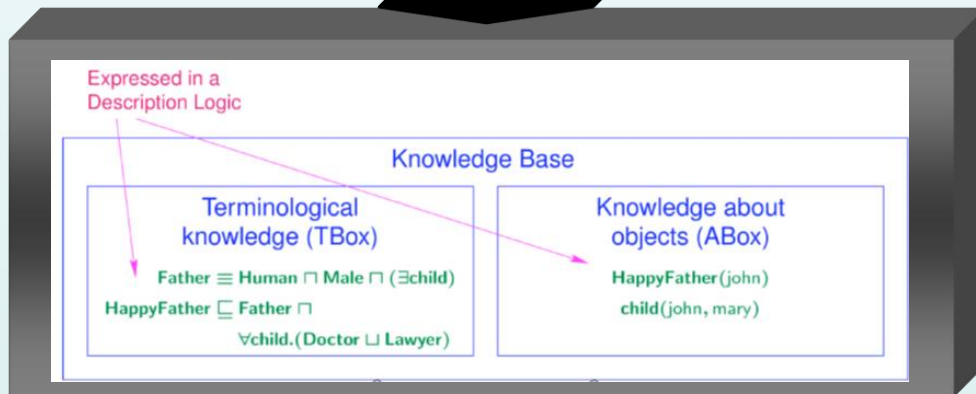 Expressed in a
Description Logic
Knowledge Base
Terminological
knowledge (TBox)
Father ≡ Human ⊓ Male ⊓ (∃child)
HappyFather ⊑ Father ⊓
∀child.(Doctor ⊔ Lawyer)
Knowledge about
objects (ABox)
HappyFather(john)
child(john, mary)